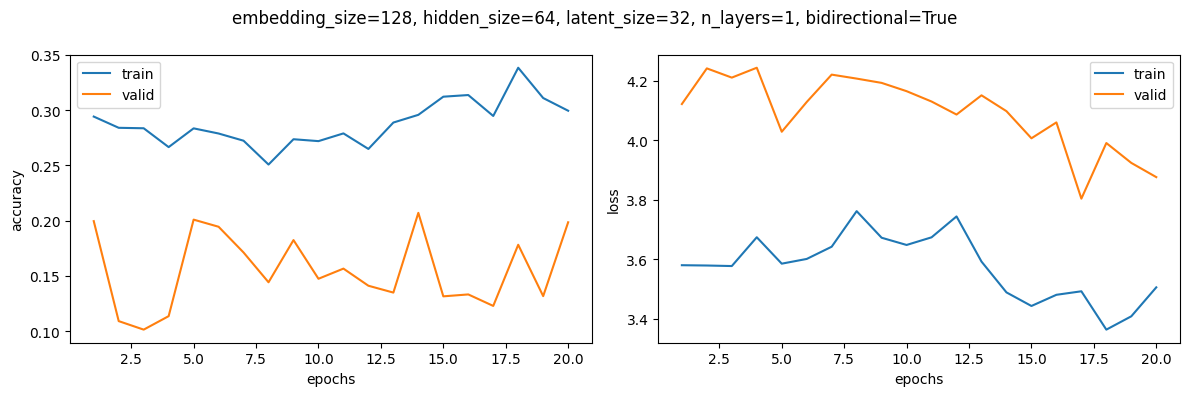 embedding_size=128, hidden_size=64, latent_size=32, n_layers=1, bidirectional=True
accuracy
0.35
0.30
0.25
0.20
0.15
0.10
train
valid
2.5 5.0 7.5 10.0 12.5 15.0 17.5 20.0
epochs
loss
4.2
4.0
3.8
3.6
3.4
train
valid
2.5 5.0 7.5 10.0 12.5 15.0 17.5 20.0
epochs